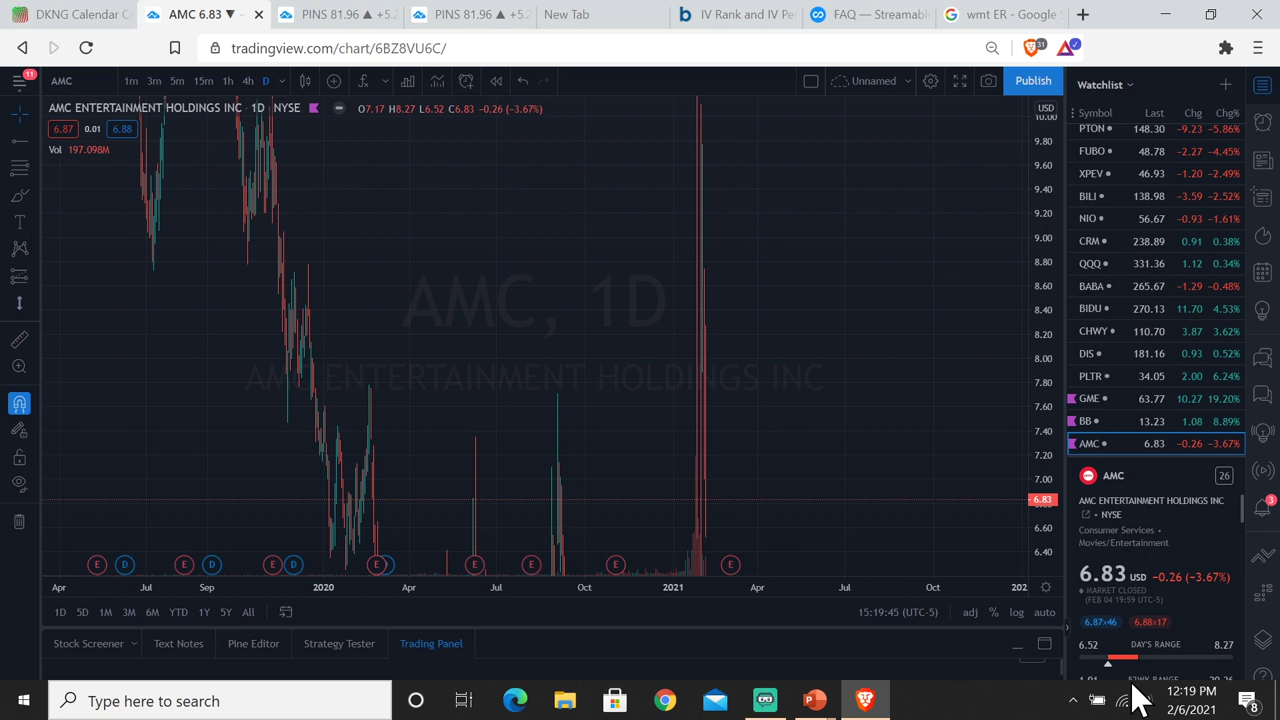 DKNG Calendar C
AMC 6.83 ▼ −
PINS 81.96 ▲ +5.2
PINS 81.96 ▲ +5.2
New Tab
IV Rank and IV Pe
FAQ — Streamable
wmt ER - Google S
tradingview.com/chart/6BZ8VU6C/
31
11
AMC
1m 3m 5m 15m 1h 4h D
Unnamed
Publish
AMC ENTERTAINMENT HOLDINGS INC · 1D · NYSE
O7.17 H8.27 L6.52 C6.83 −0.26 (−3.67%)
6.87 0.01 6.88
Vol 197.098M
AMC, 1D
AMC ENTERTAINMENT HOLDINGS INC
USD
10.00
9.80
9.60
9.40
9.20
9.00
8.80
8.60
8.40
8.20
8.00
7.80
7.60
7.40
7.20
7.00
6.83
6.60
6.40
E D E D E D E E E E E
Apr Jul Sep 2020 Apr Jul Oct 2021 Apr Jul Oct 202
1D 5D 1M 3M 6M YTD 1Y 5Y All
15:19:45 (UTC-5) adj % log auto
Stock Screener
Text Notes
Pine Editor
Strategy Tester
Trading Panel
Watchlist
Symbol Last Chg Chg%
PTON 148.30 −9.23 −5.86%
FUBO 48.78 −2.27 −4.45%
XPEV 46.93 −1.20 −2.49%
BILI 138.98 −3.59 −2.52%
NIO 56.67 −0.93 −1.61%
CRM 238.89 0.91 0.38%
QQQ 331.36 1.12 0.34%
BABA 265.67 −1.29 −0.48%
BIDU 270.13 11.70 4.53%
CHWY 110.70 3.87 3.62%
DIS 181.16 0.93 0.52%
PLTR 34.05 2.00 6.24%
GME 63.77 10.27 19.20%
BB 13.23 1.08 8.89%
AMC 6.83 −0.26 −3.67%
AMC
26
AMC ENTERTAINMENT HOLDINGS INC
NYSE
Consumer Services •
Movies/Entertainment
6.83 USD −0.26 (−3.67%)
MARKET CLOSED
(FEB 04 19:59 UTC-5)
6.87×46 6.88×17
6.52 DAY'S RANGE 8.27
3
Type here to search
12:19 PM
2/6/2021
8